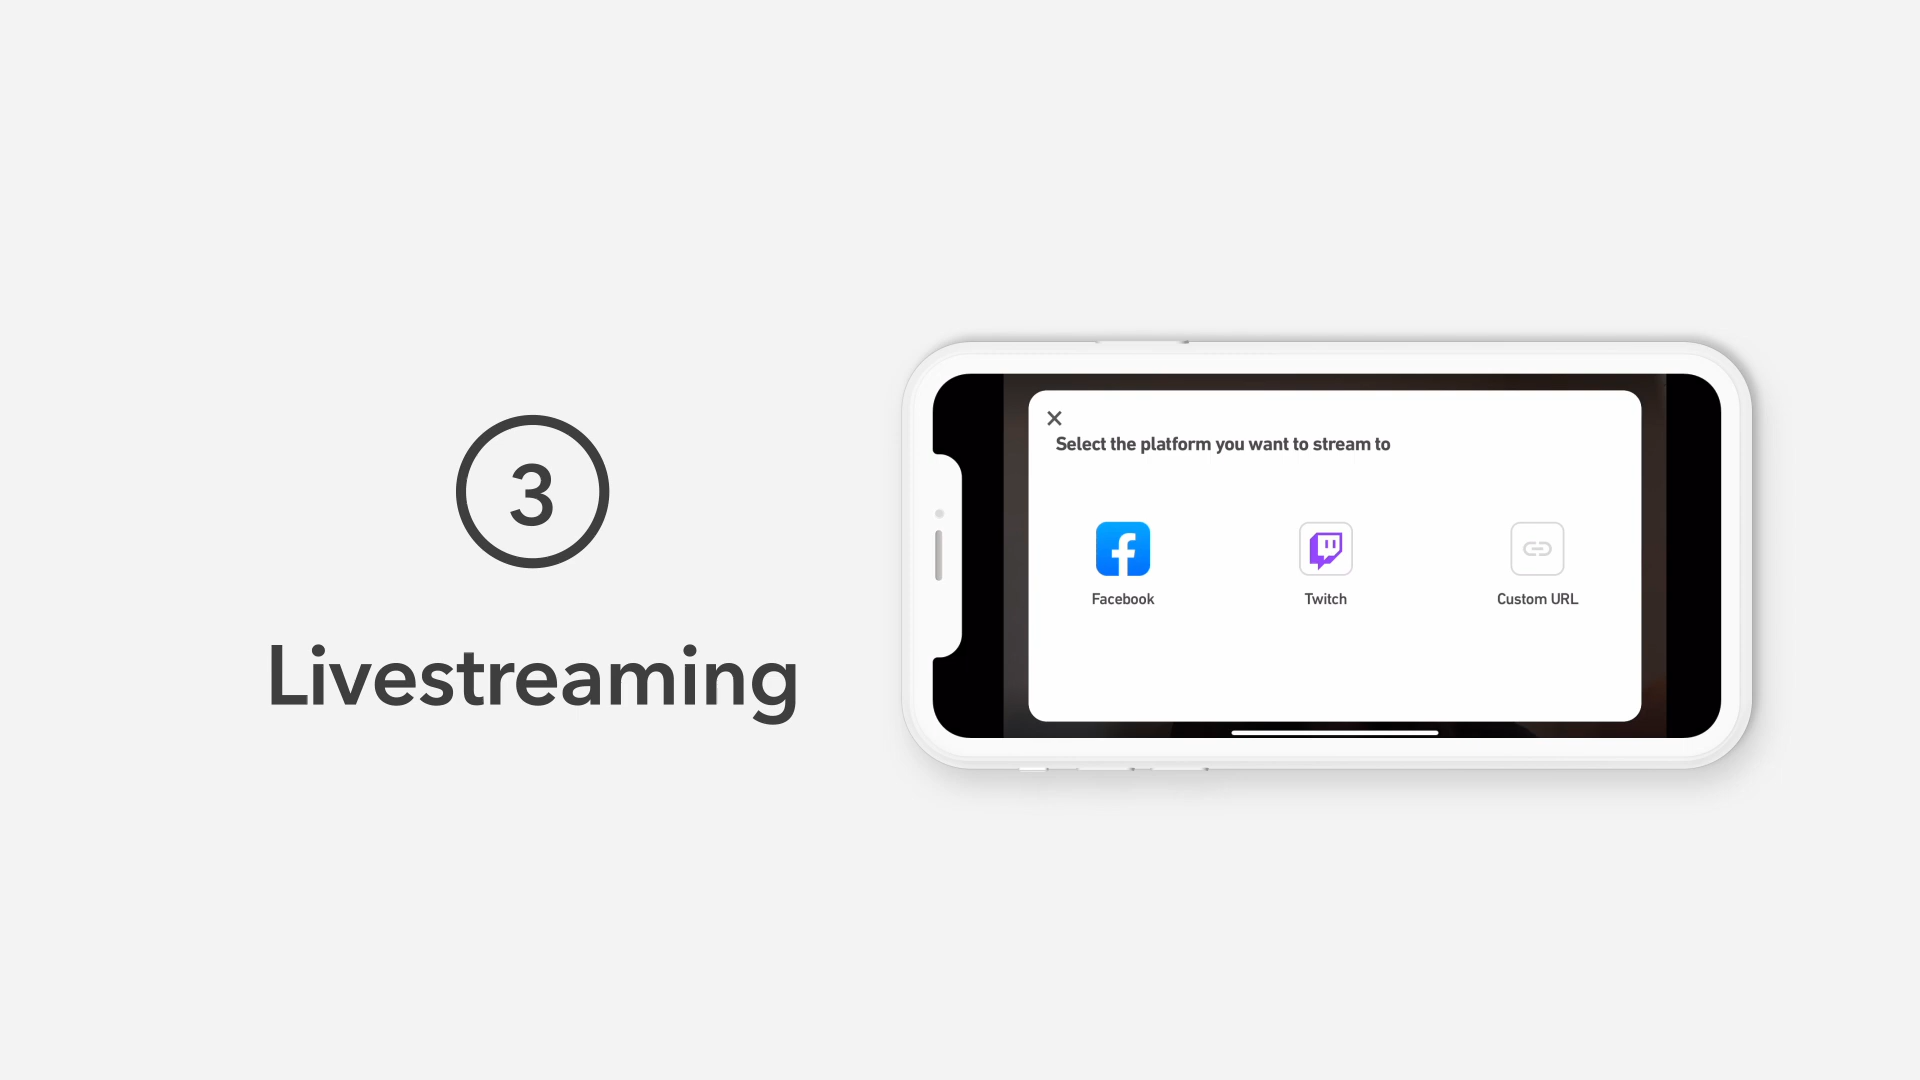 3
Livestreaming
Select the platform you want to stream to
Facebook
Twitch
Custom URL